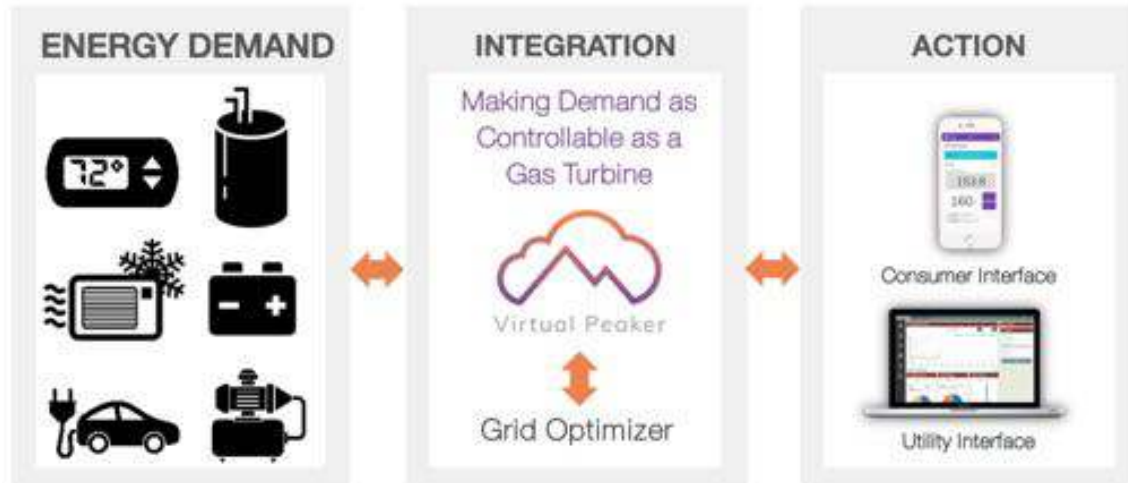 ENERGY DEMAND
72°
INTEGRATION
Making Demand as
Controllable as a
Gas Turbine
Virtual Peaker
Grid Optimizer
ACTION
160
Consumer Interface
Utility Interface